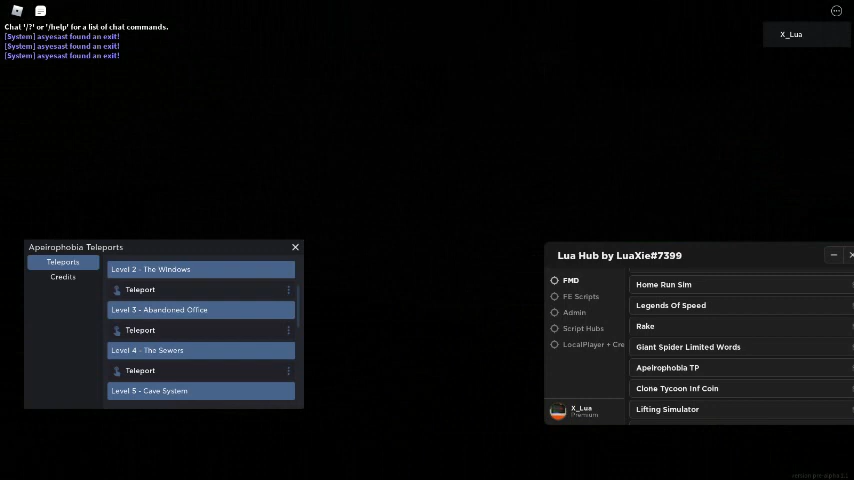 Chat '/?' or '/help' for a list of chat commands.
[System] asyesast found an exit!
[System] asyesast found an exit!
[System] asyesast found an exit!
X_Lua
Apeirophobia Teleports
Teleports
Credits
Level 2 - The Windows
Teleport
Level 3 - Abandoned Office
Teleport
Level 4 - The Sewers
Teleport
Level 5 - Cave System
Lua Hub by LuaXie#7399
FMD
FE Scripts
Admin
Script Hubs
LocalPlayer + Cre
X_Lua
Premium
Home Run Sim
Legends Of Speed
Rake
Giant Spider Limited Words
Apeirophobia TP
Clone Tycoon Inf Coin
Lifting Simulator